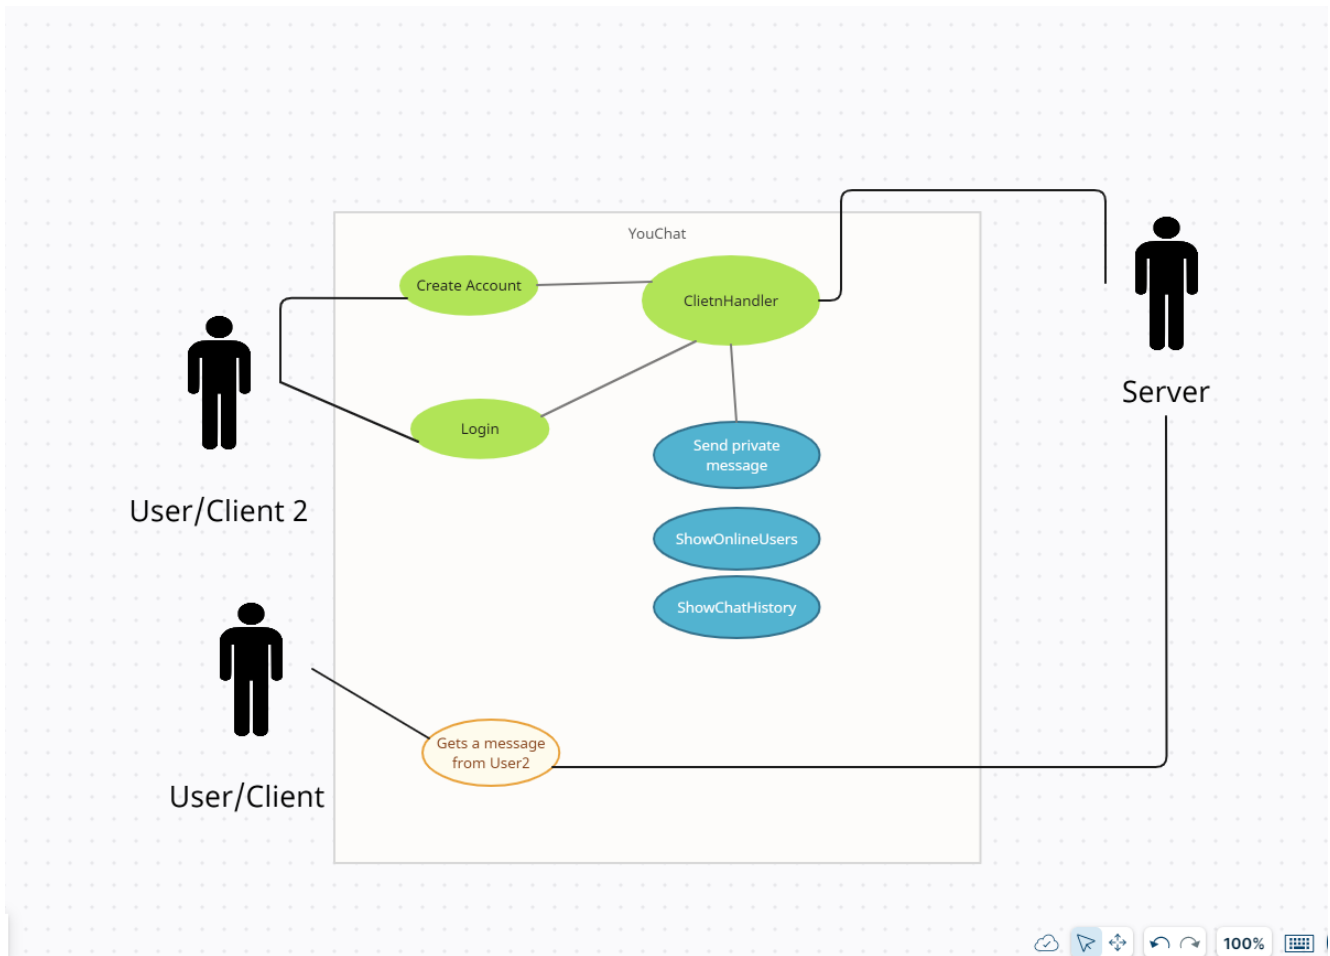 YouChat
Create Account
ClietnHandler
Login
Send private
message
User/Client 2
ShowOnlineUsers
ShowChatHistory
Server
Gets a message
from User2
User/Client
100%